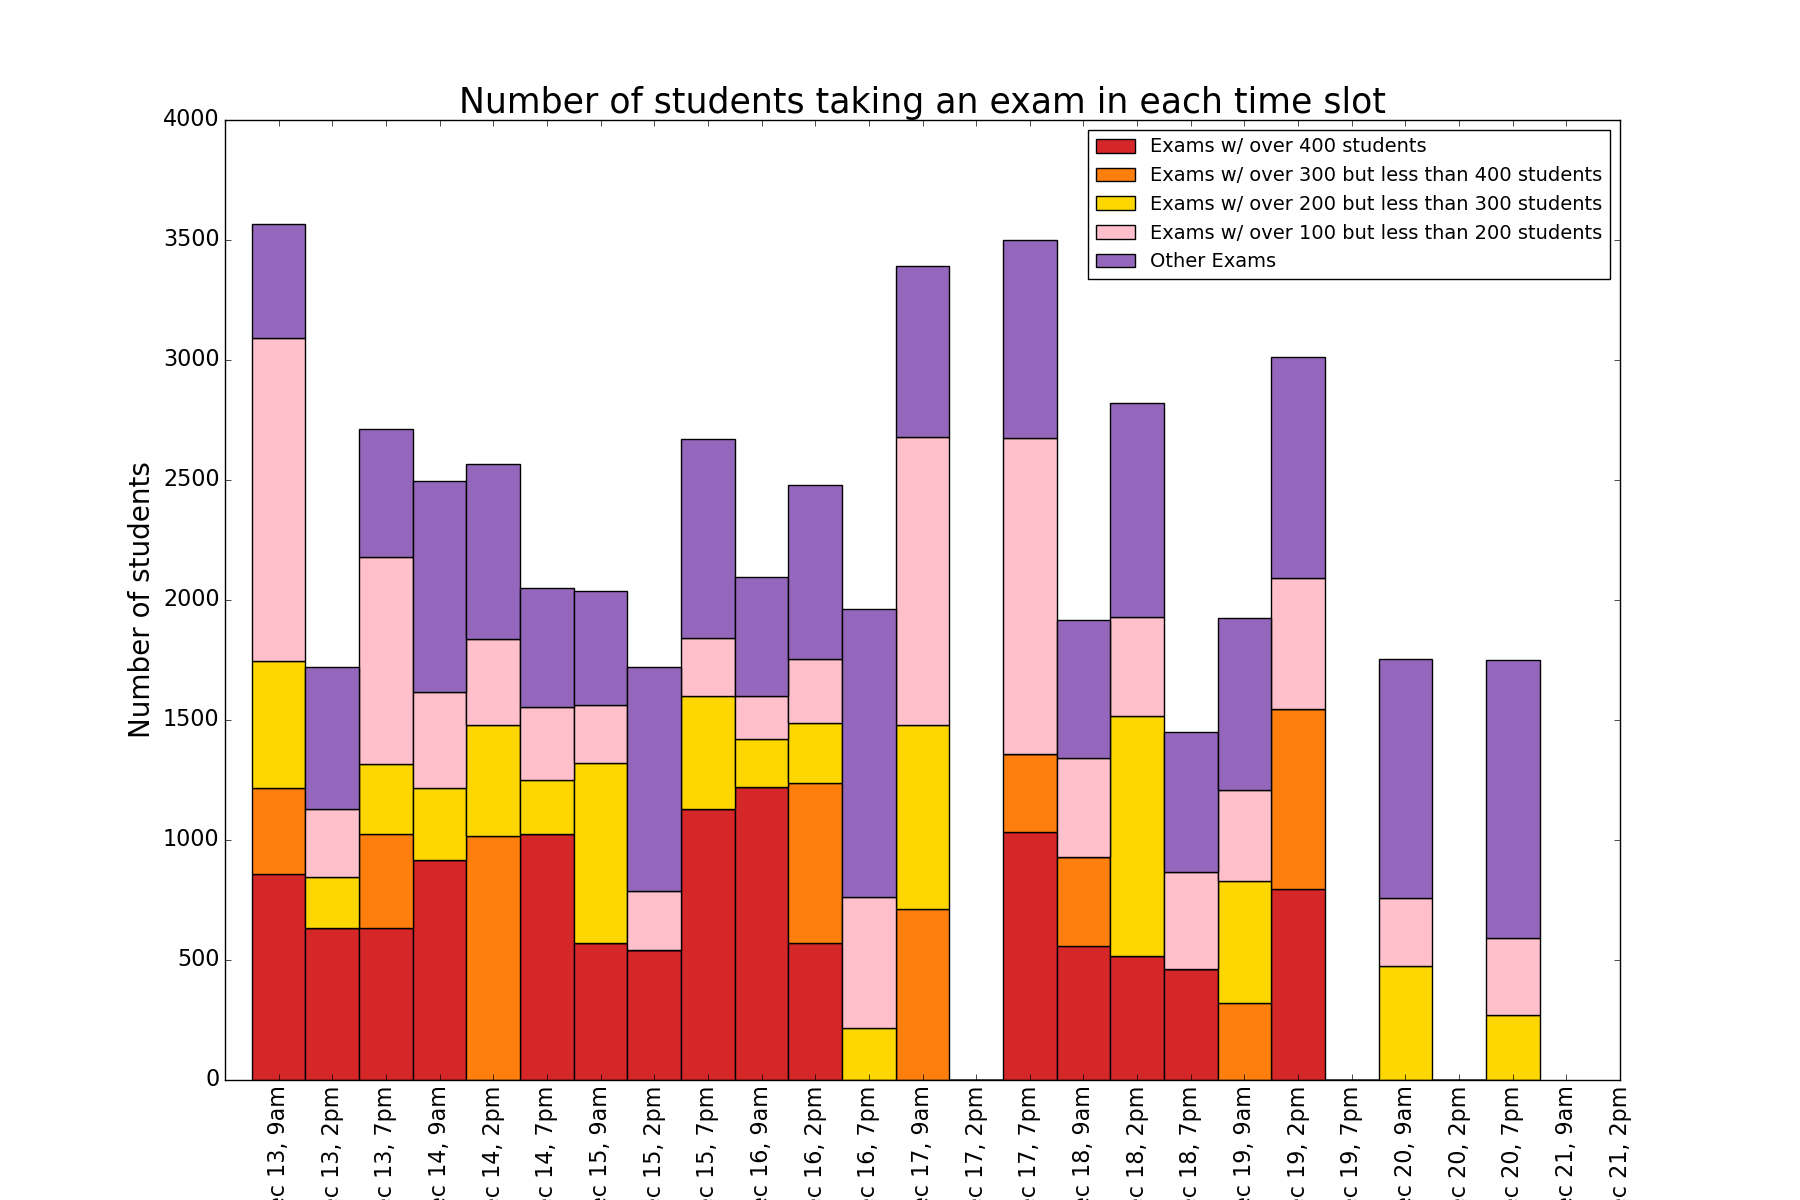 Number of students taking an exam in each time slot
Exams w/ over 400 students
Exams w/ over 300 but less than 400 students
Exams w/ over 200 but less than 300 students
Exams w/ over 100 but less than 200 students
Other Exams
Number of students
4000
3500
3000
2500
2000
1500
1000
500
0
13, 9am
13, 2pm
13, 7pm
14, 9am
14, 2pm
14, 7pm
15, 9am
15, 2pm
15, 7pm
16, 9am
16, 2pm
16, 7pm
17, 9am
17, 2pm
17, 7pm
18, 9am
18, 2pm
18, 7pm
19, 9am
19, 2pm
19, 7pm
20, 9am
20, 2pm
20, 7pm
21, 9am
21, 2pm